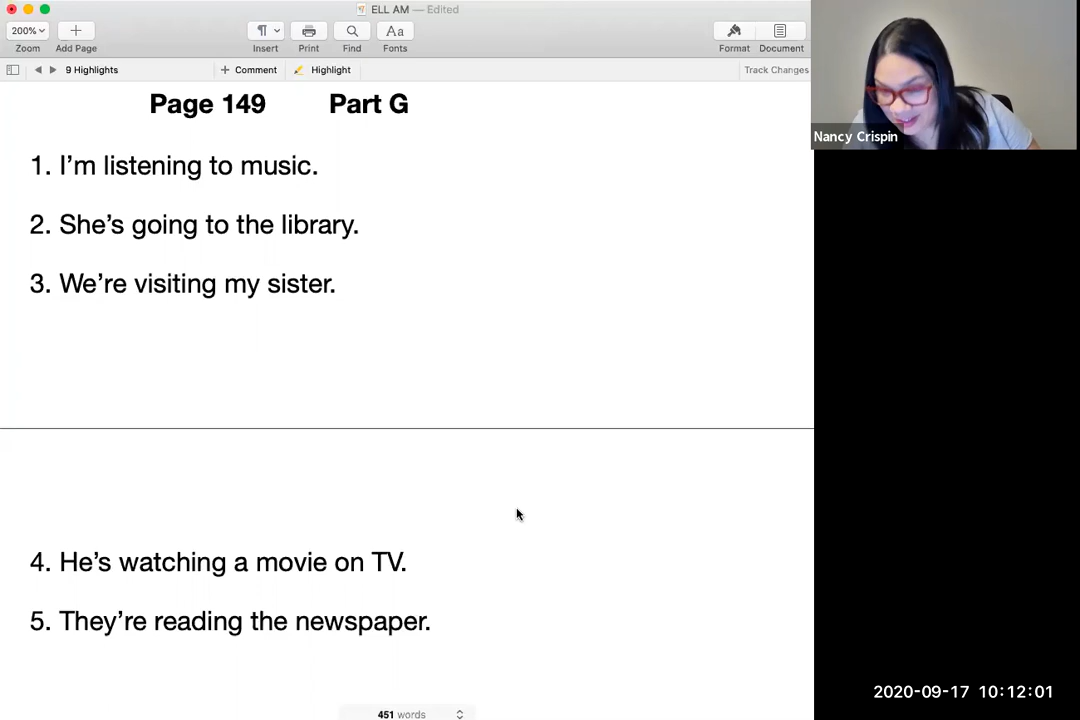 ELL AM — Edited
200%
Zoom
Add Page
Insert
Print
Find
Aa
Fonts
Format
Document
9 Highlights
+ Comment
Highlight
Track Changes
Nancy Crispin
Page 149 Part G
1. I’m listening to music.
2. She’s going to the library.
3. We’re visiting my sister.
4. He’s watching a movie on TV.
5. They’re reading the newspaper.
451 words
2020-09-17 10:12:01